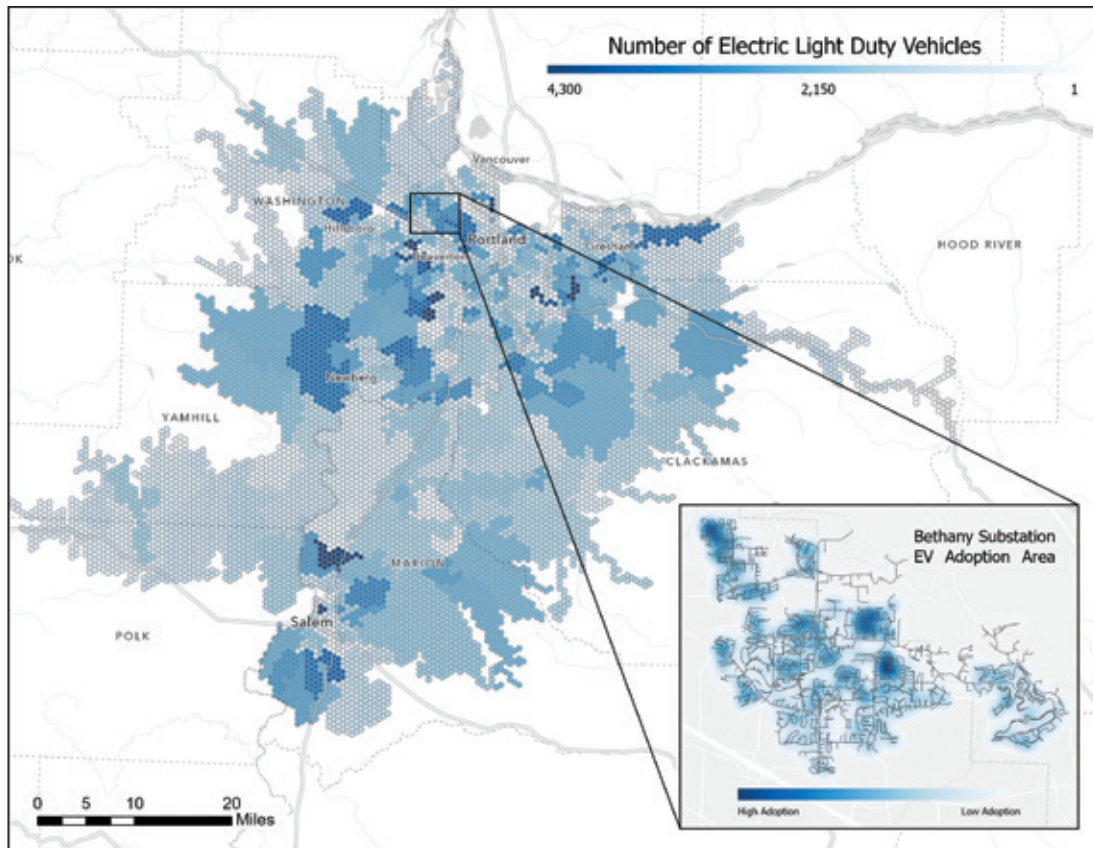 Number of Electric Light Duty Vehicles
4,300 2,150 1
Vancouver
WASHINGTON
Hillsboro
Portland
Beaverton
Gresham
HOOD RIVER
OK
Newberg
YAMHILL
CLACKAMAS
MARION
Salem
POLK
Bethany Substation
EV Adoption Area
High Adoption Low Adoption
0 5 10 20
Miles